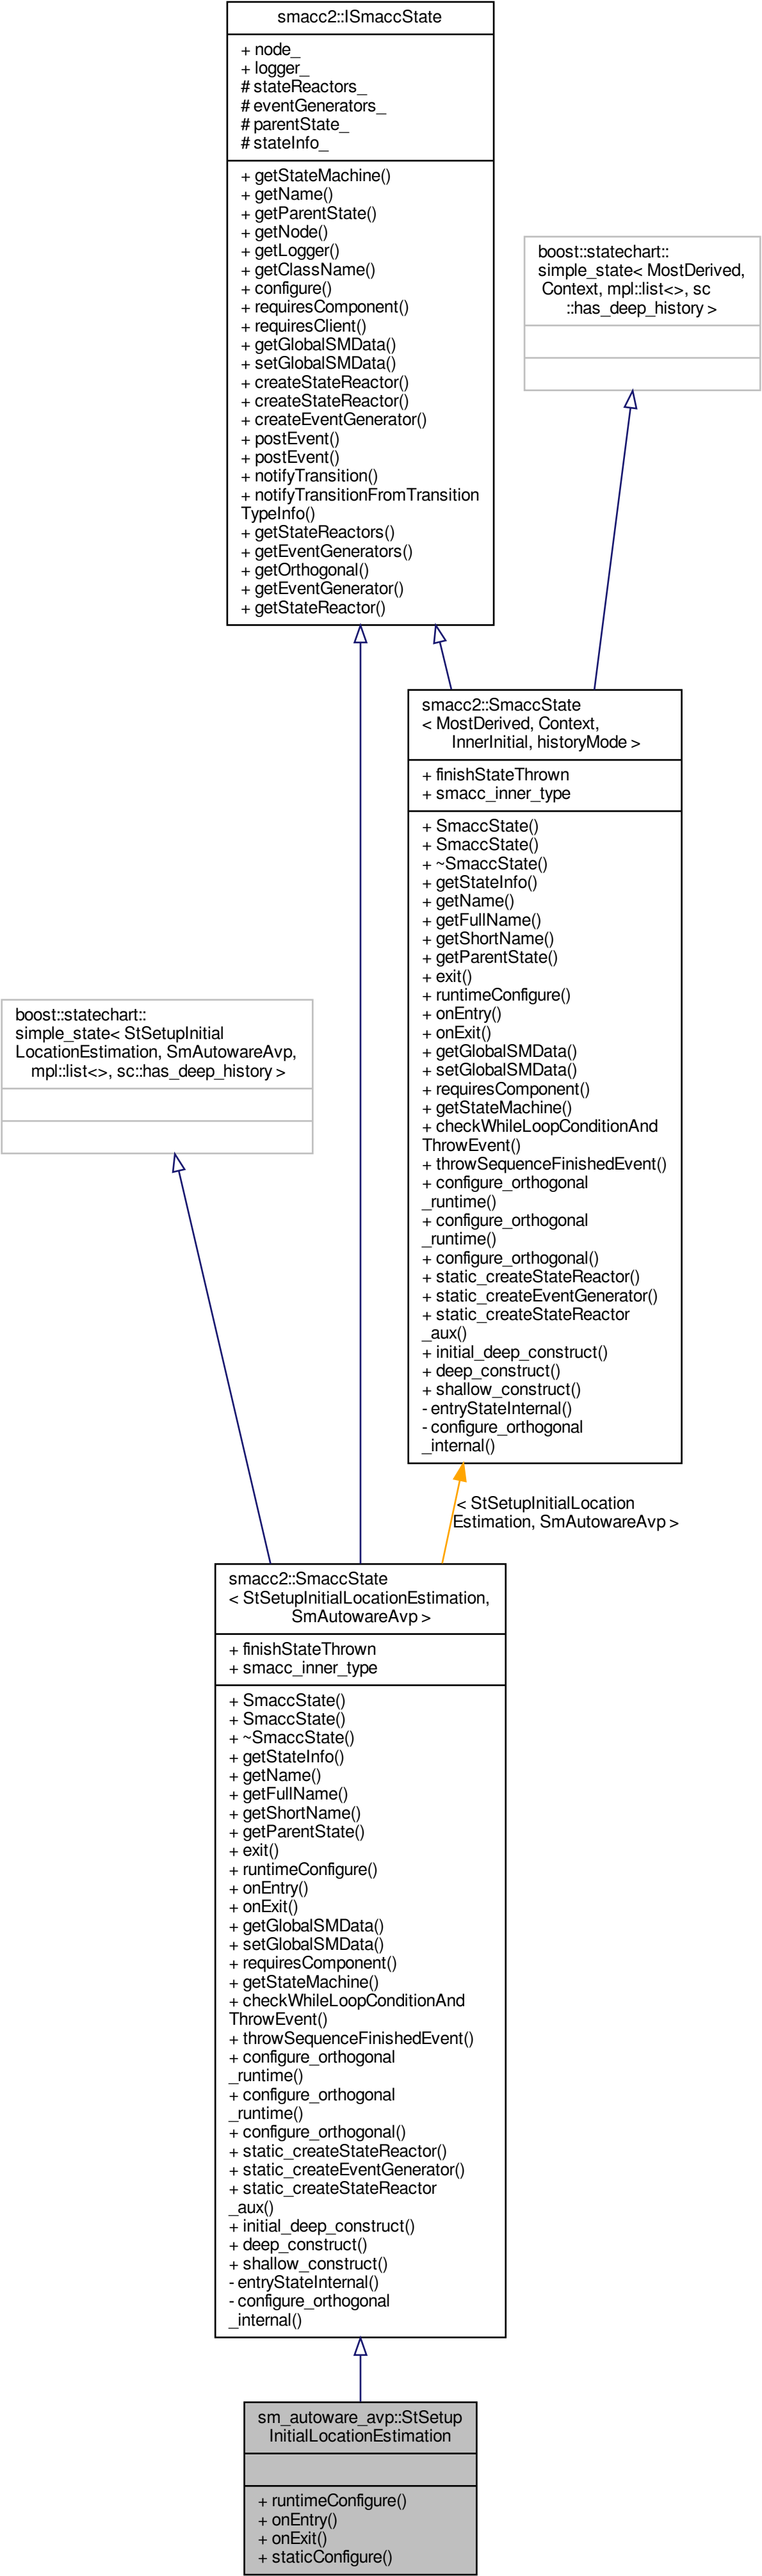 smacc2::ISmaccState
+ node_
+ logger_
# stateReactors_
# eventGenerators_
# parentState_
# stateInfo_
+ getStateMachine()
+ getName()
+ getParentState()
+ getNode()
+ getLogger()
+ getClassName()
+ configure()
+ requiresComponent()
+ requiresClient()
+ getGlobalSMData()
+ setGlobalSMData()
+ createStateReactor()
+ createStateReactor()
+ createEventGenerator()
+ postEvent()
+ postEvent()
+ notifyTransition()
+ notifyTransitionFromTransition
TypeInfo()
+ getStateReactors()
+ getEventGenerators()
+ getOrthogonal()
+ getEventGenerator()
+ getStateReactor()
boost::statechart::
simple_state< MostDerived,
Context, mpl::list<>, sc
::has_deep_history >
smacc2::SmaccState
< MostDerived, Context,
InnerInitial, historyMode >
+ finishStateThrown
+ smacc_inner_type
+ SmaccState()
+ SmaccState()
+ ~SmaccState()
+ getStateInfo()
+ getName()
+ getFullName()
+ getShortName()
+ getParentState()
+ exit()
+ runtimeConfigure()
+ onEntry()
+ onExit()
+ getGlobalSMData()
+ setGlobalSMData()
+ requiresComponent()
+ getStateMachine()
+ checkWhileLoopConditionAnd
ThrowEvent()
+ throwSequenceFinishedEvent()
+ configure_orthogonal
_runtime()
+ configure_orthogonal
_runtime()
+ configure_orthogonal()
+ static_createStateReactor()
+ static_createEventGenerator()
+ static_createStateReactor
_aux()
+ initial_deep_construct()
+ deep_construct()
+ shallow_construct()
- entryStateInternal()
- configure_orthogonal
_internal()
boost::statechart::
simple_state< StSetupInitial
LocationEstimation, SmAutowareAvp,
mpl::list<>, sc::has_deep_history >
< StSetupInitialLocation
Estimation, SmAutowareAvp >
smacc2::SmaccState
< StSetupInitialLocationEstimation,
SmAutowareAvp >
+ finishStateThrown
+ smacc_inner_type
+ SmaccState()
+ SmaccState()
+ ~SmaccState()
+ getStateInfo()
+ getName()
+ getFullName()
+ getShortName()
+ getParentState()
+ exit()
+ runtimeConfigure()
+ onEntry()
+ onExit()
+ getGlobalSMData()
+ setGlobalSMData()
+ requiresComponent()
+ getStateMachine()
+ checkWhileLoopConditionAnd
ThrowEvent()
+ throwSequenceFinishedEvent()
+ configure_orthogonal
_runtime()
+ configure_orthogonal
_runtime()
+ configure_orthogonal()
+ static_createStateReactor()
+ static_createEventGenerator()
+ static_createStateReactor
_aux()
+ initial_deep_construct()
+ deep_construct()
+ shallow_construct()
- entryStateInternal()
- configure_orthogonal
_internal()
sm_autoware_avp::StSetup
InitialLocationEstimation
+ runtimeConfigure()
+ onEntry()
+ onExit()
+ staticConfigure()